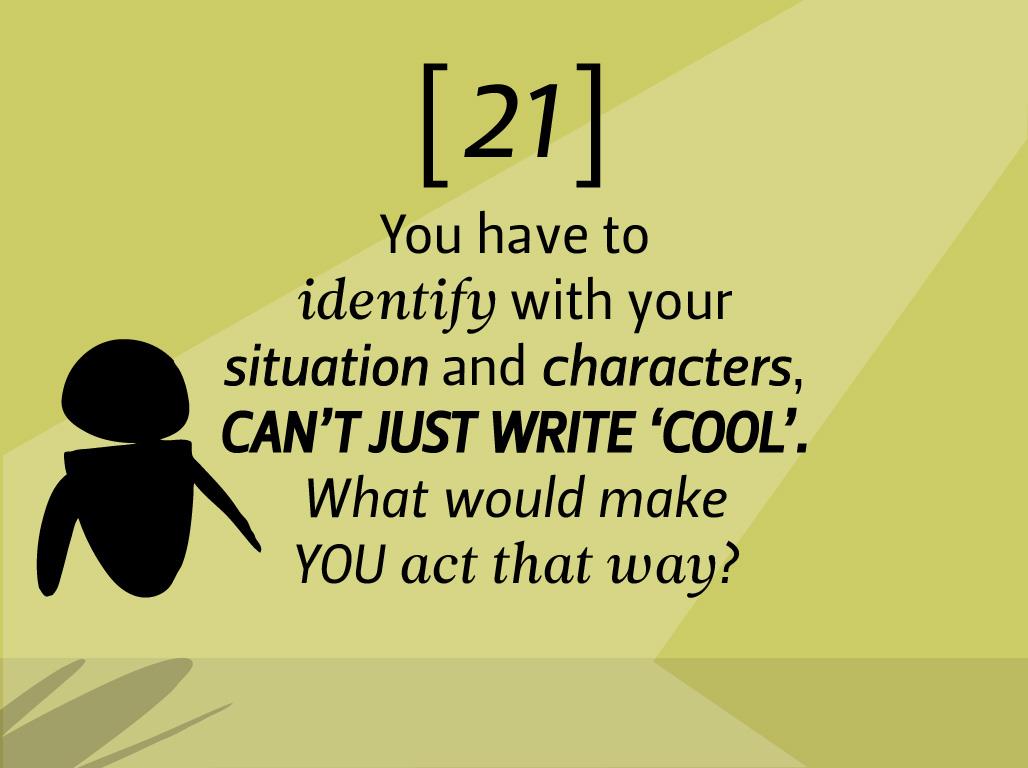 [21]
You have to
identify with your
situation and characters,
CAN’T JUST WRITE ‘COOL’.
What would make
YOU act that way?